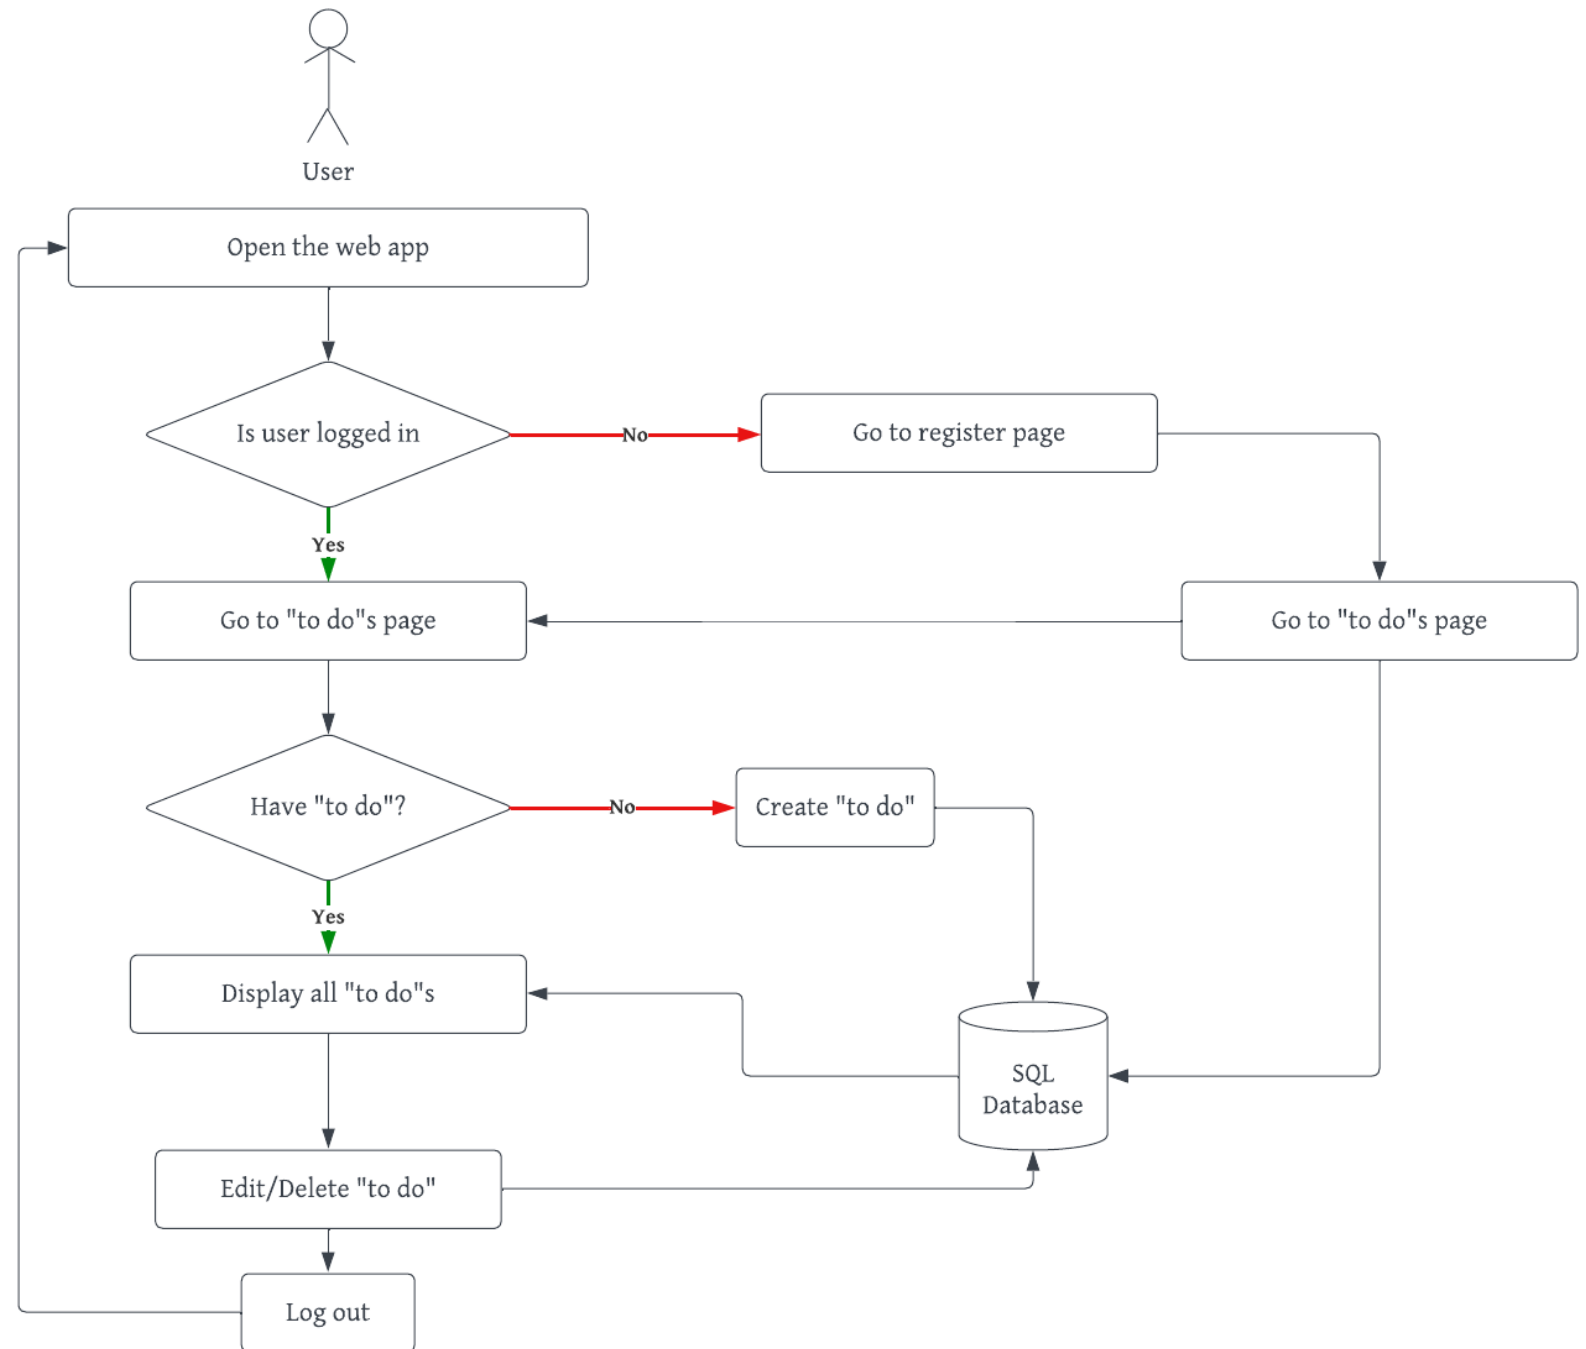 User
Open the web app
Is user logged in
No
Go to register page
Yes
Go to "to do"s page
Go to "to do"s page
Have "to do"?
No
Create "to do"
Yes
Display all "to do"s
SQL
Database
Edit/Delete "to do"
Log out